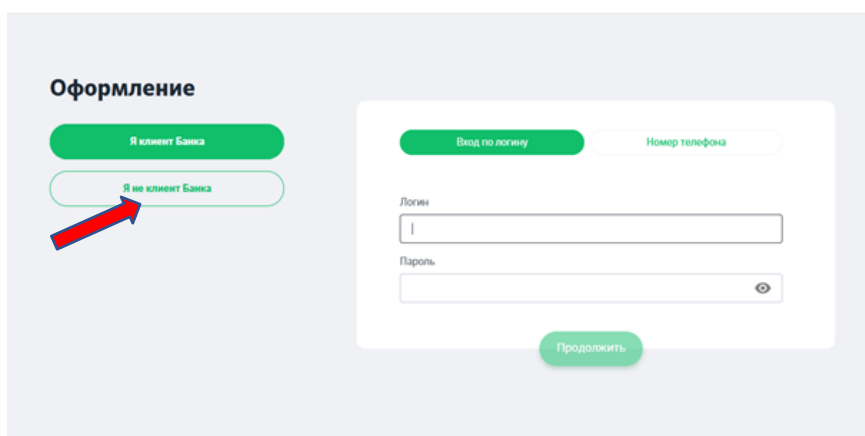 Оформление
Я клиент Банка
Я не клиент Банка
Вход по логину
Номер телефона
Логин
Пароль
Продолжить